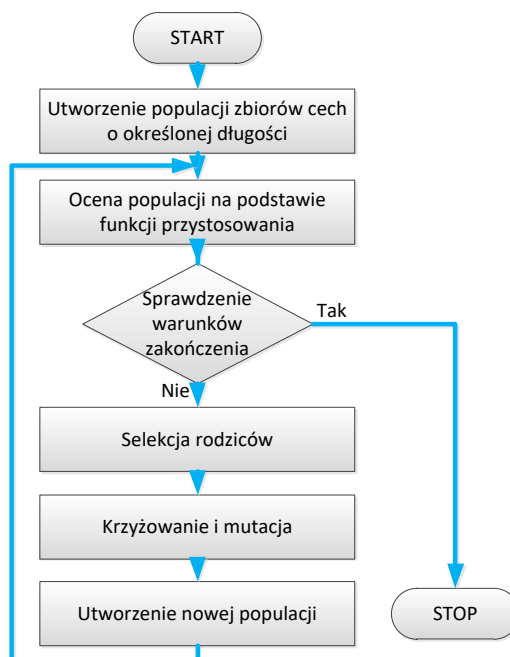 START
Utworzenie populacji zbiorów cech
o określonej długości
Ocena populacji na podstawie
funkcji przystosowania
Sprawdzenie
warunków
zakończenia
Tak
Nie
Selekcja rodziców
Krzyżowanie i mutacja
Utworzenie nowej populacji
STOP